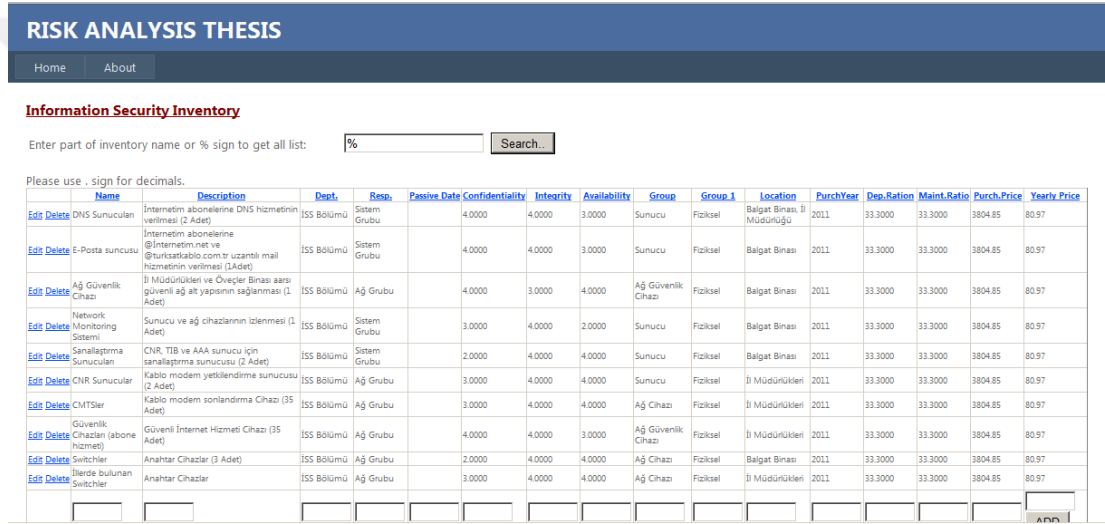 RISK ANALYSIS THESIS
Home About
Information Security Inventory
Enter part of inventory name or % sign to get all list: % Search..
Please use . sign for decimals.
Name Description Dept. Resp. Passive Date Confidentiality Integrity Availability Group Group 1 Location PurchYear Dep.Ration Maint.Ratio Purch.Price Yearly Price
Edit Delete DNS Sunucuları İnternetim abonelerine DNS hizmetinin verilmesi (2 Adet) İSS Bölümü Sistem Grubu 4.0000 4.0000 3.0000 Sunucu Fiziksel Balgat Binası, İl Müdürlüğü 2011 33.3000 33.3000 3804.85 80.97
Edit Delete E-Posta suncusu İnternetim abonelerine @İnternetim.net ve @turksatkablo.com.tr uzantılı mail hizmetinin verilmesi (1Adet) İSS Bölümü Sistem Grubu 4.0000 4.0000 3.0000 Sunucu Fiziksel Balgat Binası 2011 33.3000 33.3000 3804.85 80.97
Edit Delete Ağ Güvenlik Cihazı İl Müdürlükleri ve Öveçler Binası aarsı güvenli ağ alt yapısının sağlanması (1 Adet) İSS Bölümü Ağ Grubu 4.0000 3.0000 4.0000 Ağ Güvenlik Cihazı Fiziksel Balgat Binası 2011 33.3000 33.3000 3804.85 80.97
Edit Delete Network Monitoring Sistemi Sunucu ve ağ cihazlarının izlenmesi (1 Adet) İSS Bölümü Sistem Grubu 3.0000 4.0000 2.0000 Sunucu Fiziksel Balgat Binası 2011 33.3000 33.3000 3804.85 80.97
Edit Delete Sanallaştırma Sunucuları CNR, TIB ve AAA sunucu için sanallaştırma sunucusu (2 Adet) İSS Bölümü Sistem Grubu 2.0000 4.0000 4.0000 Sunucu Fiziksel Balgat Binası 2011 33.3000 33.3000 3804.85 80.97
Edit Delete CNR Sunucular Kablo modem yetkilendirme sunucusu (2 Adet) İSS Bölümü Ağ Grubu 3.0000 4.0000 4.0000 Sunucu Fiziksel İl Müdürlükleri 2011 33.3000 33.3000 3804.85 80.97
Edit Delete CMTSler Kablo modem sonlandırma Cihazı (35 Adet) İSS Bölümü Ağ Grubu 3.0000 4.0000 4.0000 Ağ Cihazı Fiziksel İl Müdürlükleri 2011 33.3000 33.3000 3804.85 80.97
Edit Delete Güvenlik Cihazları (abone hizmeti) Güvenli İnternet Hizmeti Cihazı (35 Adet) İSS Bölümü Ağ Grubu 4.0000 4.0000 3.0000 Ağ Güvenlik Cihazı Fiziksel İl Müdürlükleri 2011 33.3000 33.3000 3804.85 80.97
Edit Delete Switchler Anahtar Cihazlar (3 Adet) İSS Bölümü Ağ Grubu 2.0000 4.0000 4.0000 Ağ Cihazı Fiziksel Balgat Binası 2011 33.3000 33.3000 3804.85 80.97
Edit Delete İllerde bulunan Switchler Anahtar Cihazlar İSS Bölümü Ağ Grubu 3.0000 4.0000 4.0000 Ağ Cihazı Fiziksel İl Müdürlükleri 2011 33.3000 33.3000 3804.85 80.97
ADD